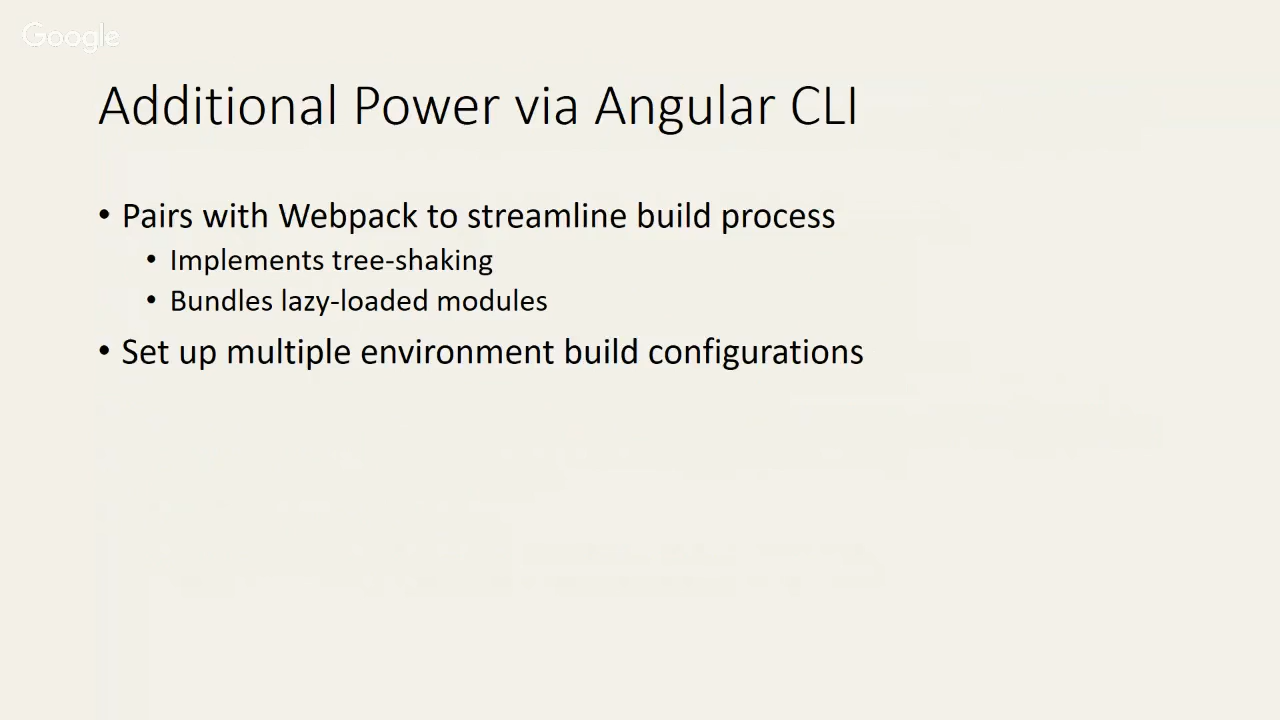 Google
Additional Power via Angular CLI
• Pairs with Webpack to streamline build process
• Implements tree-shaking
• Bundles lazy-loaded modules
• Set up multiple environment build configurations